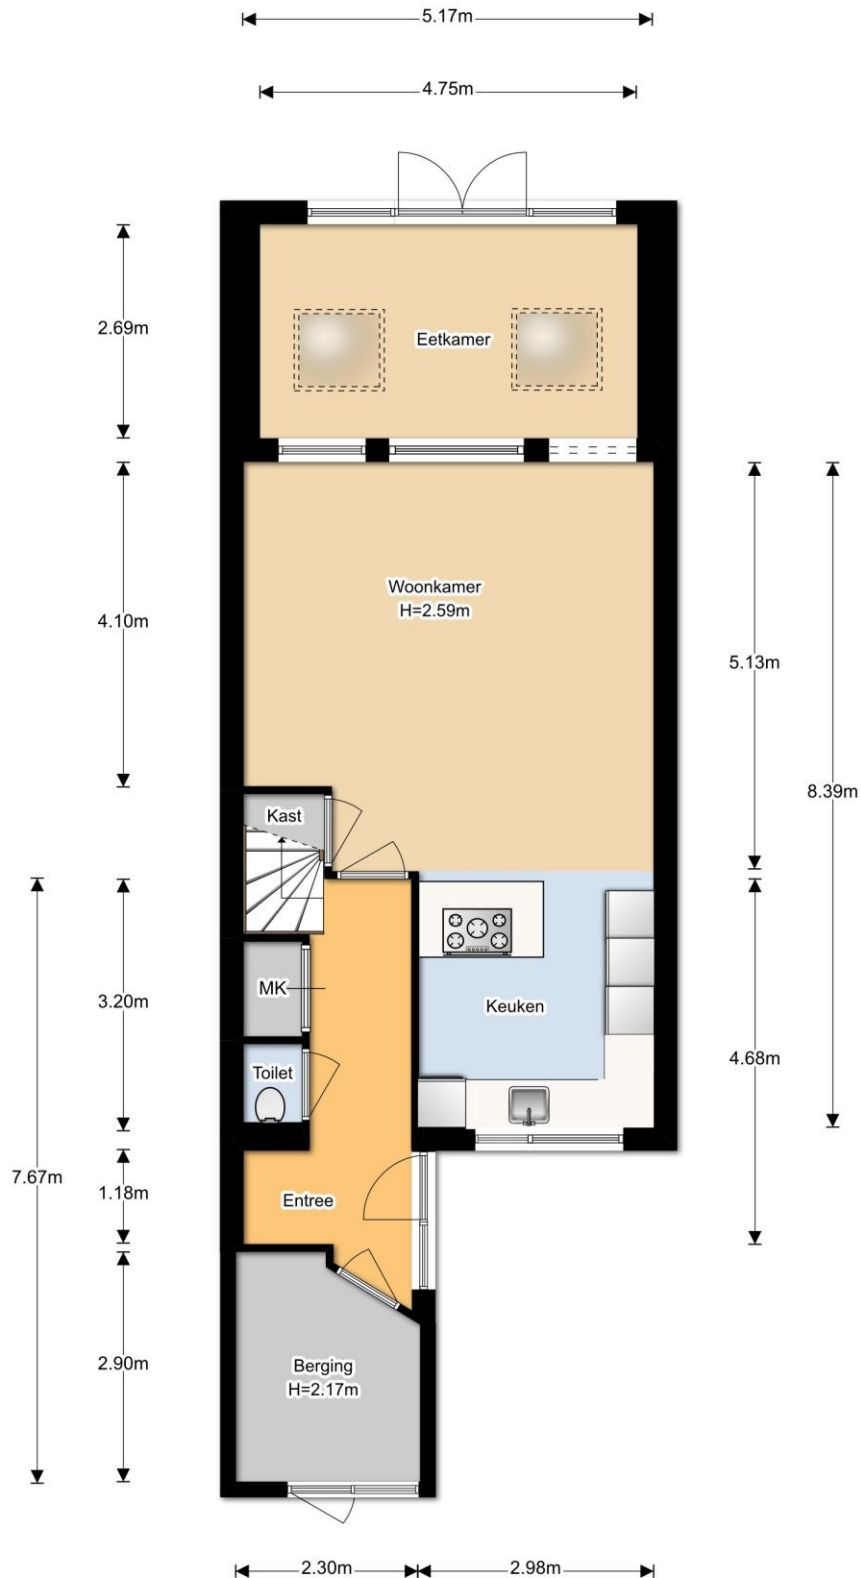 5.17m
4.75m
2.69m
Eetkamer
Woonkamer
H=2.59m
4.10m
5.13m
8.39m
Kast
MK
3.20m
Keuken
4.68m
Toilet
7.67m
1.18m
Entree
2.90m
Berging
H=2.17m
2.30m
2.98m